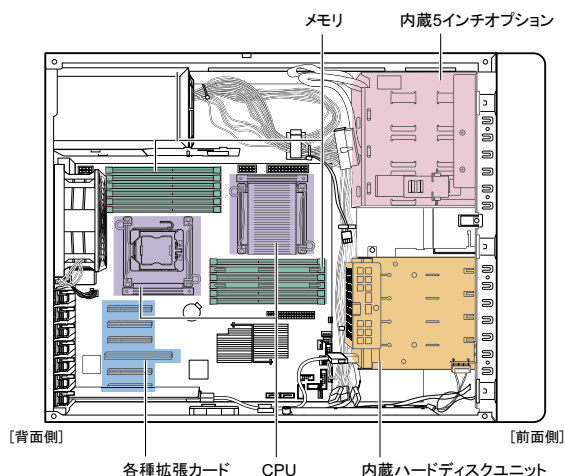 メモリ
内蔵5インチオプション
[背面側]
[前面側]
各種拡張カード
CPU
内蔵ハードディスクユニット